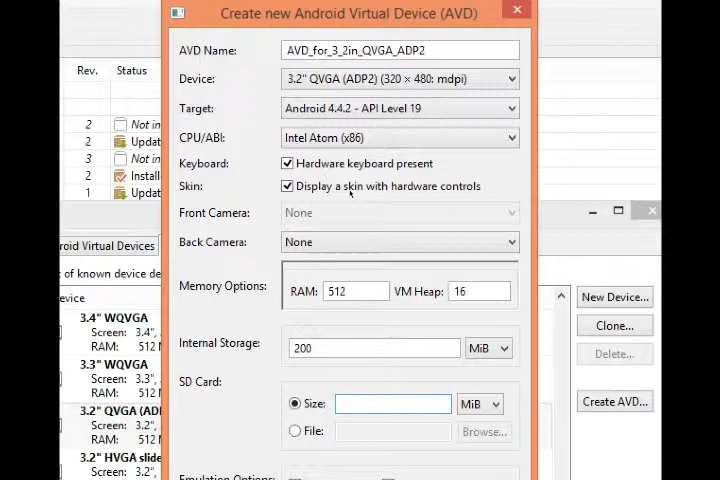 Create new Android Virtual Device (AVD)
AVD Name: AVD_for_3_2in_QVGA_ADP2
Device: 3.2" QVGA (ADP2) (320 × 480: mdpi)
Target: Android 4.4.2 - API Level 19
CPU/ABI: Intel Atom (x86)
Keyboard: Hardware keyboard present
Skin: Display a skin with hardware controls
Front Camera: None
Back Camera: None
Memory Options: RAM: 512 VM Heap: 16
Internal Storage: 200 MiB
SD Card:
Size: MiB
File: Browse...
Emulation Options:
Rev. Status
2 Not in
2 Updat
3 Not in
2 Install
1 Updat
roid Virtual Devices
t of known device de
evice
3.4" WQVGA
Screen: 3.4",
RAM: 512 M
3.3" WQVGA
Screen: 3.3",
RAM: 512 M
3.2" QVGA (ADI
Screen: 3.2",
RAM: 512 M
3.2" HVGA slide
Screen: 3.2",
New Device...
Clone...
Delete...
Create AVD...